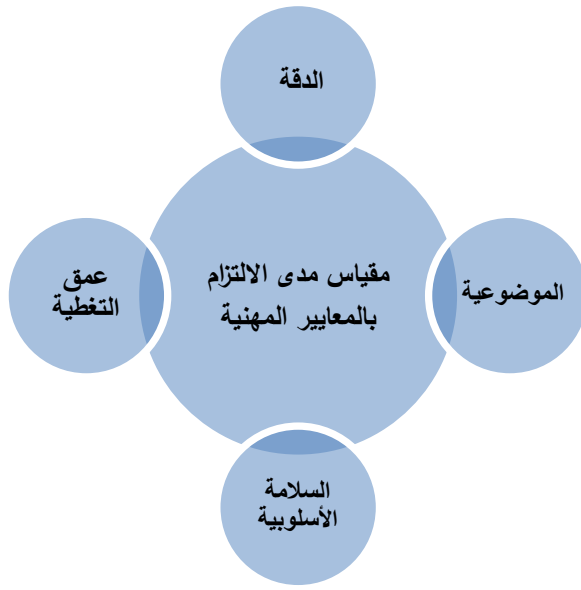 الدقة
مقياس مدى الالتزام
بالمعايير المهنية
الموضوعية
عمق
التغطية
السلامة
الأسلوبية